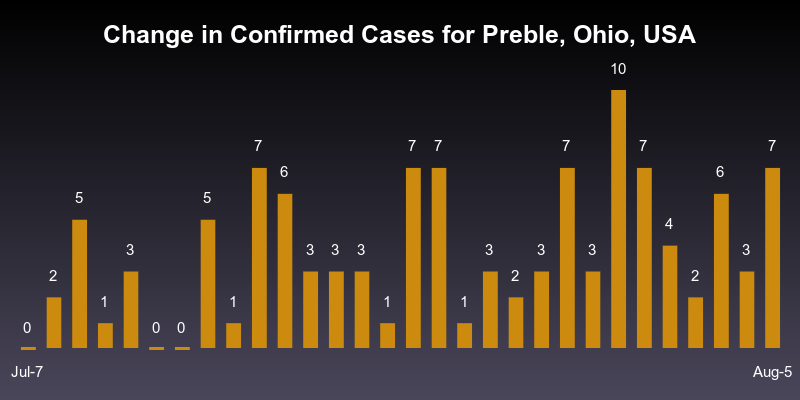 Change in Confirmed Cases for Preble, Ohio, USA
0 2 5 1 3 0 0 5 1 7 6 3 3 3 1 7 7 1 3 2 3 7 3 10 7 4 2 6 3 7
Jul-7 Aug-5